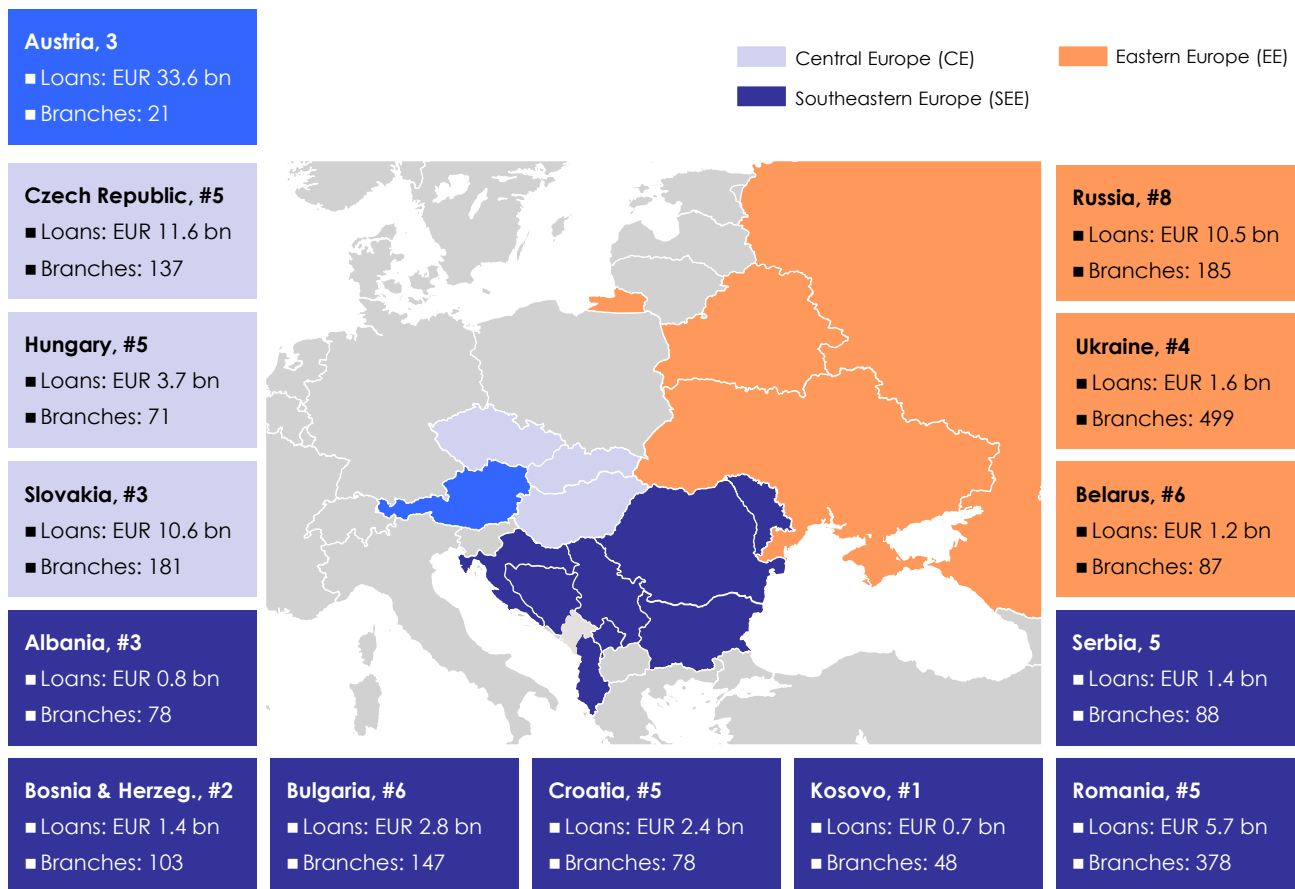 Austria, 3
■ Loans: EUR 33.6 bn
■ Branches: 21
Central Europe (CE)
Eastern Europe (EE)
Southeastern Europe (SEE)
Czech Republic, #5
■ Loans: EUR 11.6 bn
■ Branches: 137
Hungary, #5
■ Loans: EUR 3.7 bn
■ Branches: 71
Slovakia, #3
■ Loans: EUR 10.6 bn
■ Branches: 181
Albania, #3
■ Loans: EUR 0.8 bn
■ Branches: 78
Russia, #8
■ Loans: EUR 10.5 bn
■ Branches: 185
Ukraine, #4
■ Loans: EUR 1.6 bn
■ Branches: 499
Belarus, #6
■ Loans: EUR 1.2 bn
■ Branches: 87
Serbia, 5
■ Loans: EUR 1.4 bn
■ Branches: 88
Bosnia & Herzeg., #2
■ Loans: EUR 1.4 bn
■ Branches: 103
Bulgaria, #6
■ Loans: EUR 2.8 bn
■ Branches: 147
Croatia, #5
■ Loans: EUR 2.4 bn
■ Branches: 78
Kosovo, #1
■ Loans: EUR 0.7 bn
■ Branches: 48
Romania, #5
■ Loans: EUR 5.7 bn
■ Branches: 378